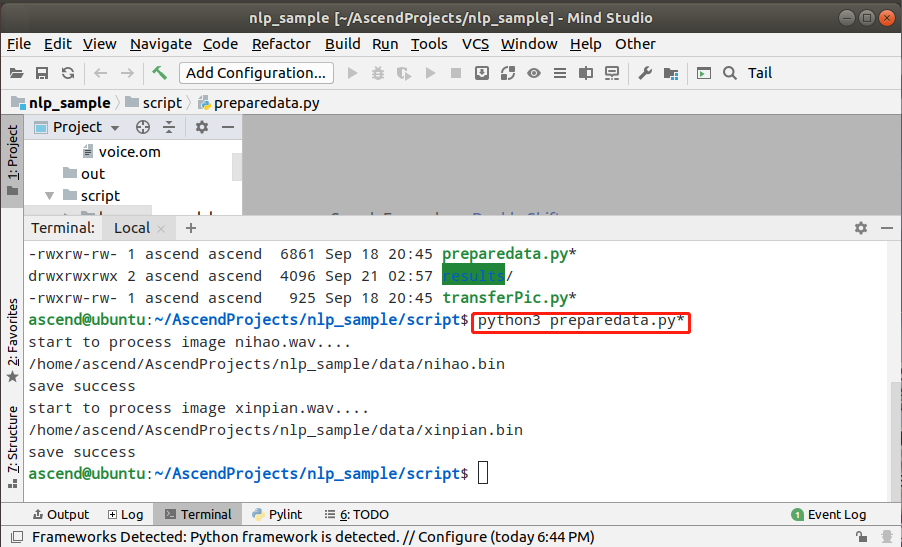 nlp_sample [~/AscendProjects/nlp_sample] - Mind Studio
File Edit View Navigate Code Refactor Build Run Tools VCS Window Help Other
Add Configuration... Tail
nlp_sample script preparedata.py
1: Project
Project
voice.om
out
script
Terminal: Local × +
-rwxrw-rw- 1 ascend ascend 6861 Sep 18 20:45 preparedata.py*
drwxrwxrwx 2 ascend ascend 4096 Sep 21 02:57 results/
-rwxrw-rw- 1 ascend ascend 925 Sep 18 20:45 transferPic.py*
ascend@ubuntu:~/AscendProjects/nlp_sample/script$ python3 preparedata.py*
start to process image nihao.wav....
/home/ascend/AscendProjects/nlp_sample/data/nihao.bin
save success
start to process image xinpian.wav....
/home/ascend/AscendProjects/nlp_sample/data/xinpian.bin
save success
ascend@ubuntu:~/AscendProjects/nlp_sample/script$
2: Favorites
7: Structure
Output Log Terminal Pylint 6: TODO 1 Event Log
Frameworks Detected: Python framework is detected. // Configure (today 6:44 PM)